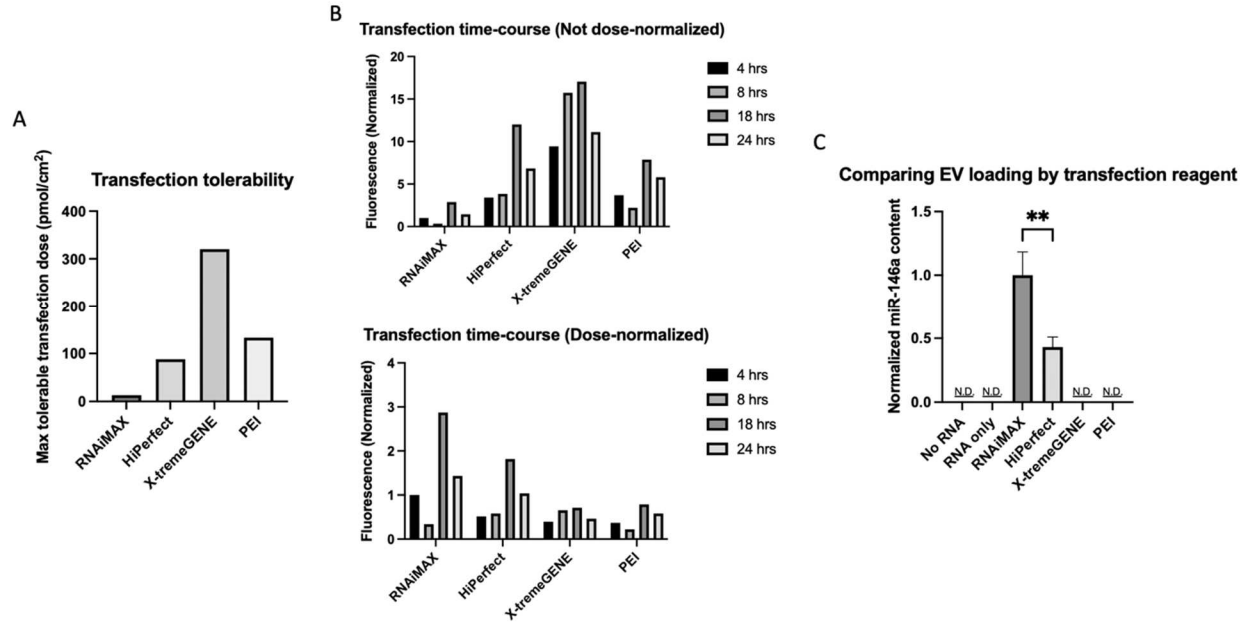 A
Transfection tolerability
Max tolerable transfection dose (pmol/cm²)
400
300
200
100
0
RNAiMAX
HiPerfect
X-tremeGENE
PEI
B
Transfection time-course (Not dose-normalized)
Fluorescence (Normalized)
20
15
10
5
0
RNAiMAX
HiPerfect
X-tremeGENE
PEI
4 hrs
8 hrs
18 hrs
24 hrs
Transfection time-course (Dose-normalized)
Fluorescence (Normalized)
4
3
2
1
0
RNAiMAX
HiPerfect
X-tremeGENE
PEI
4 hrs
8 hrs
18 hrs
24 hrs
C
Comparing EV loading by transfection reagent
Normalized miR-146a content
1.5
1.0
0.5
0.0
**
N.D.
N.D.
N.D.
N.D.
No RNA
RNA only
RNAiMAX
HiPerfect
X-tremeGENE
PEI